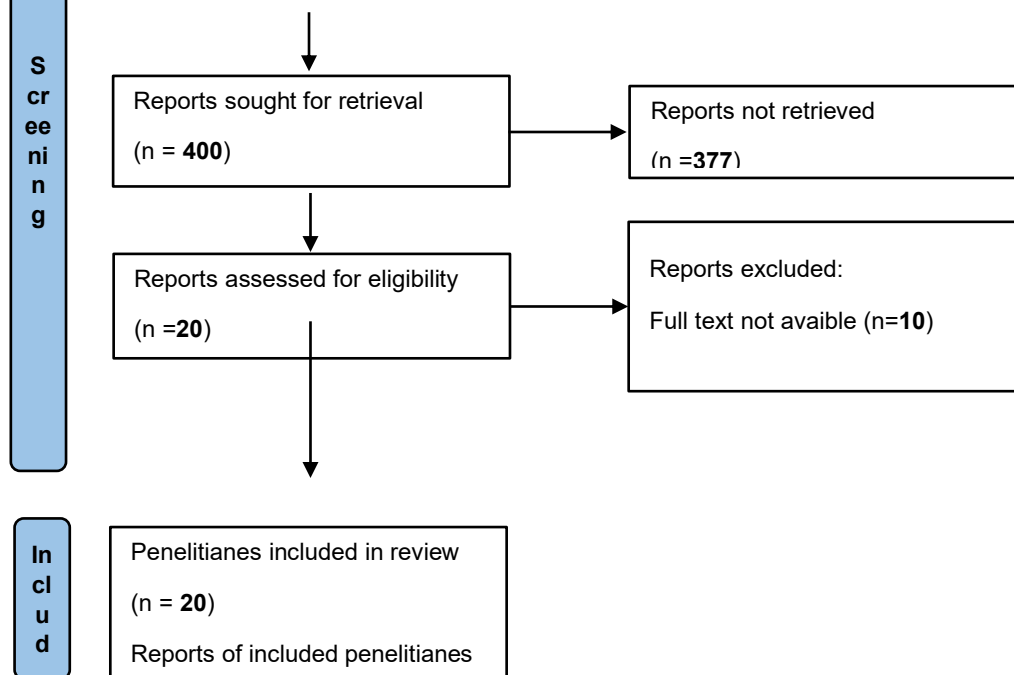 S
cr
ee
ni
n
g
Reports sought for retrieval
(n = 400)
Reports not retrieved
(n =377)
Reports assessed for eligibility
(n =20)
Reports excluded:
Full text not avaible (n=10)
In
cl
u
d
Penelitianes included in review
(n = 20)
Reports of included penelitianes